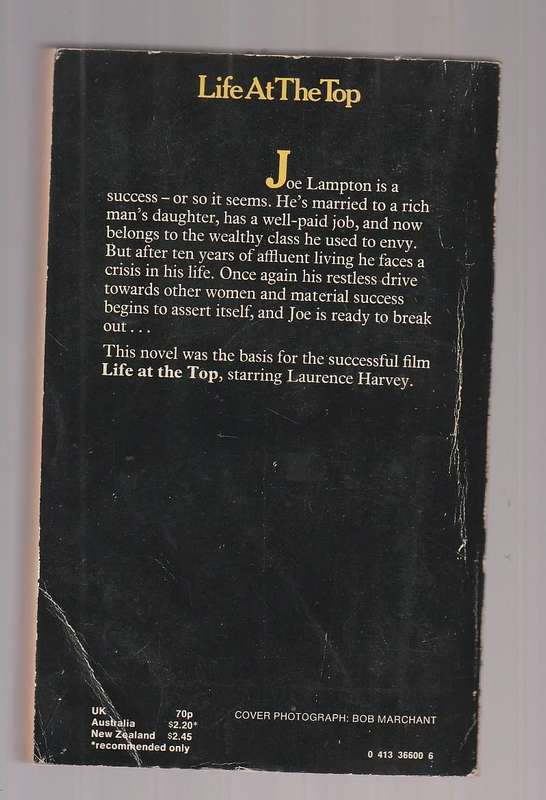 Life At The Top
Joe Lampton is a
success – or so it seems. He's married to a rich
man's daughter, has a well-paid job, and now
belongs to the wealthy class he used to envy.
But after ten years of affluent living he faces a
crisis in his life. Once again his restless drive
towards other women and material success
begins to assert itself, and Joe is ready to break
out . . .
This novel was the basis for the successful film
Life at the Top, starring Laurence Harvey.
UK 70p
Australia $2.20*
New Zealand $2.45
*recommended only
COVER PHOTOGRAPH: BOB MARCHANT
0 413 36600 6